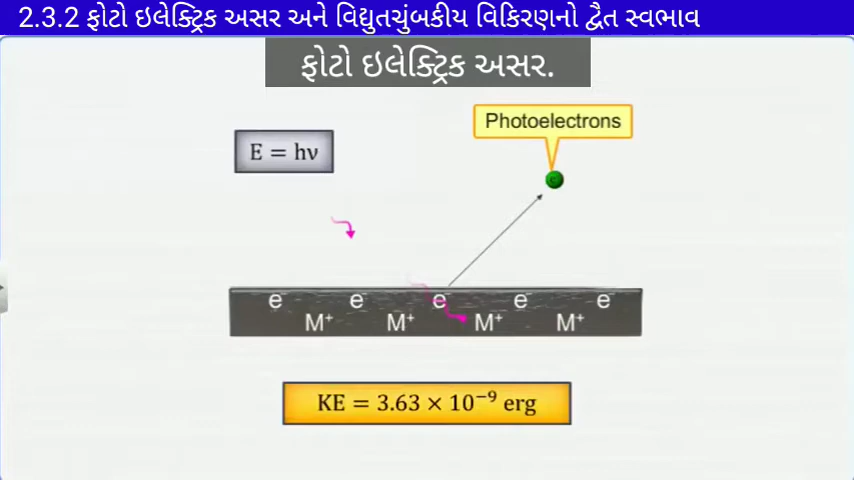 2.3.2 ફોટો ઇલેક્ટ્રિક અસર અને વિદ્યુતચુંબકીય વિકિરણનો દ્વૈત સ્વભાવ
ફોટો ઇલેક્ટ્રિક અસર.
Photoelectrons
E = hν
e⁻ e⁻ e⁻ e⁻ e⁻
M⁺ M⁺ M⁺ M⁺
KE = 3.63 × 10⁻⁹ erg